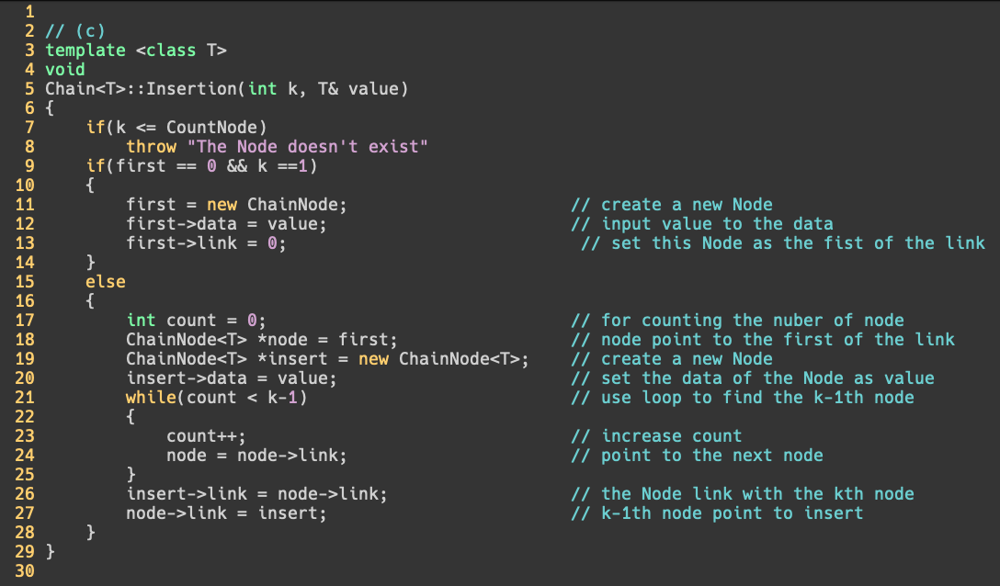 1
2 // (c)
3 template <class T>
4 void
5 Chain<T>::Insertion(int k, T& value)
6 {
7     if(k <= CountNode)
8         throw "The Node doesn't exist"
9     if(first == 0 && k ==1)
10     {
11         first = new ChainNode;                      // create a new Node
12         first->data = value;                        // input value to the data
13         first->link = 0;                             // set this Node as the fist of the link
14     }
15     else
16     {
17         int count = 0;                              // for counting the nuber of node
18         ChainNode<T> *node = first;                 // node point to the first of the link
19         ChainNode<T> *insert = new ChainNode<T>;    // create a new Node
20         insert->data = value;                       // set the data of the Node as value
21         while(count < k-1)                          // use loop to find the k-1th node
22         {
23             count++;                                // increase count
24             node = node->link;                      // point to the next node
25         }
26         insert->link = node->link;                  // the Node link with the kth node
27         node->link = insert;                        // k-1th node point to insert
28     }
29 }
30